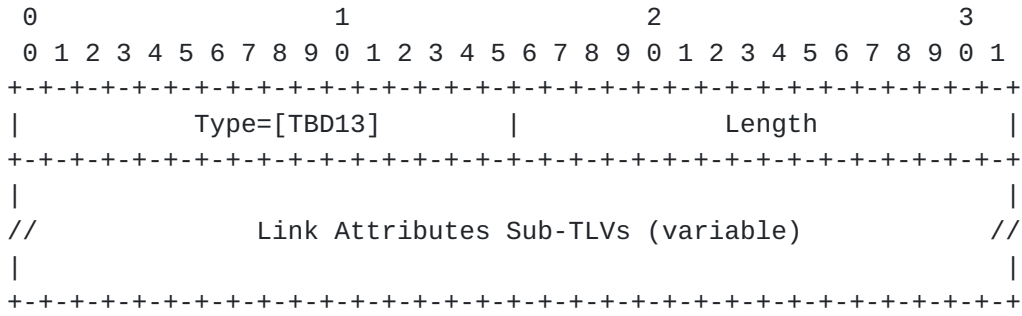 0                   1                   2                   3
 0 1 2 3 4 5 6 7 8 9 0 1 2 3 4 5 6 7 8 9 0 1 2 3 4 5 6 7 8 9 0 1
+-+-+-+-+-+-+-+-+-+-+-+-+-+-+-+-+-+-+-+-+-+-+-+-+-+-+-+-+-+-+-+-+
|           Type=[TBD13]        |             Length            |
+-+-+-+-+-+-+-+-+-+-+-+-+-+-+-+-+-+-+-+-+-+-+-+-+-+-+-+-+-+-+-+-+
|                                                               |
//              Link Attributes Sub-TLVs (variable)            //
|                                                               |
+-+-+-+-+-+-+-+-+-+-+-+-+-+-+-+-+-+-+-+-+-+-+-+-+-+-+-+-+-+-+-+-+